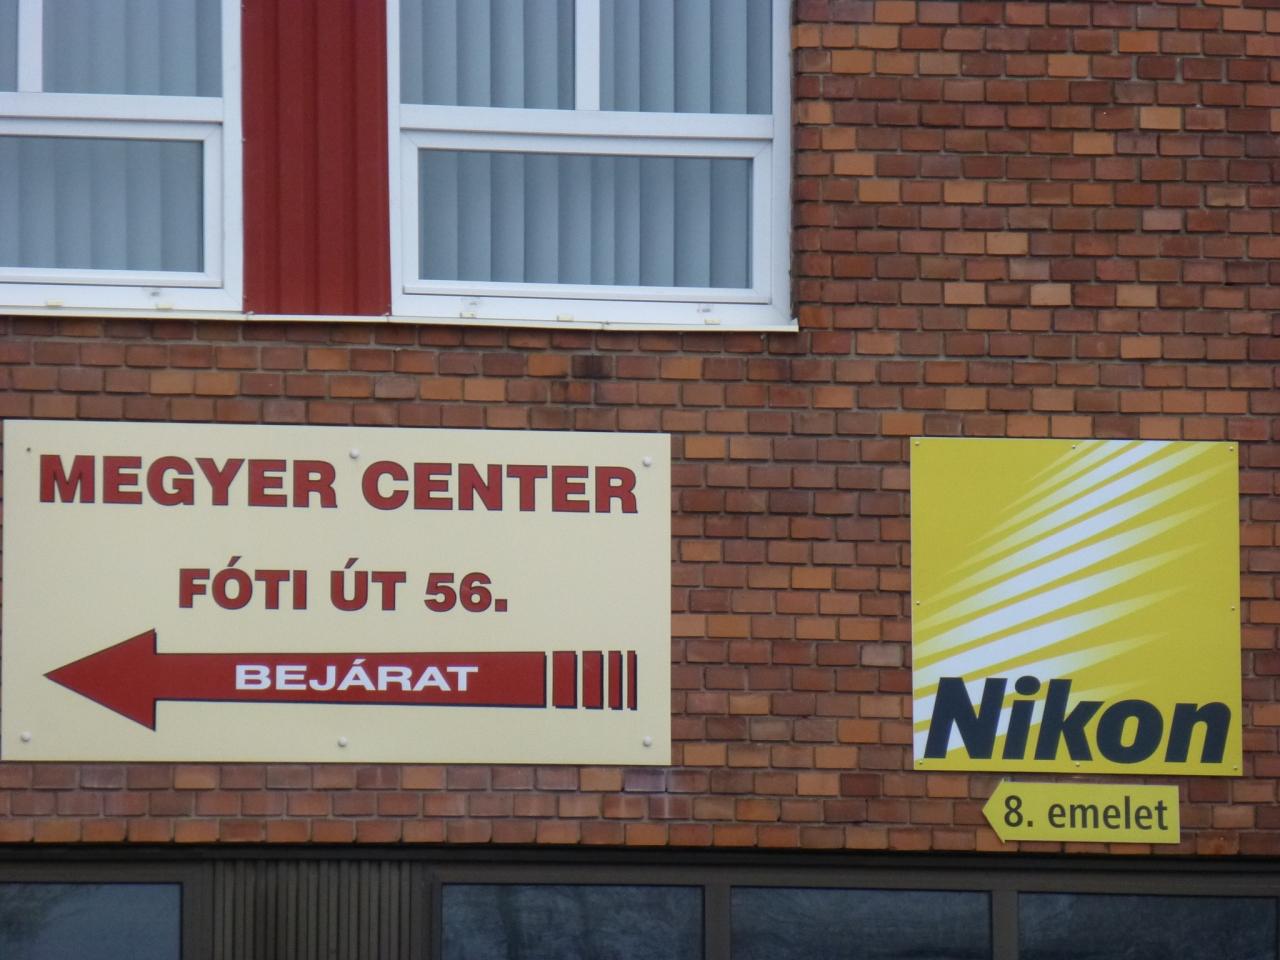 MEGYER CENTER
FÓTI ÚT 56.
BEJÁRAT
Nikon
8. emelet